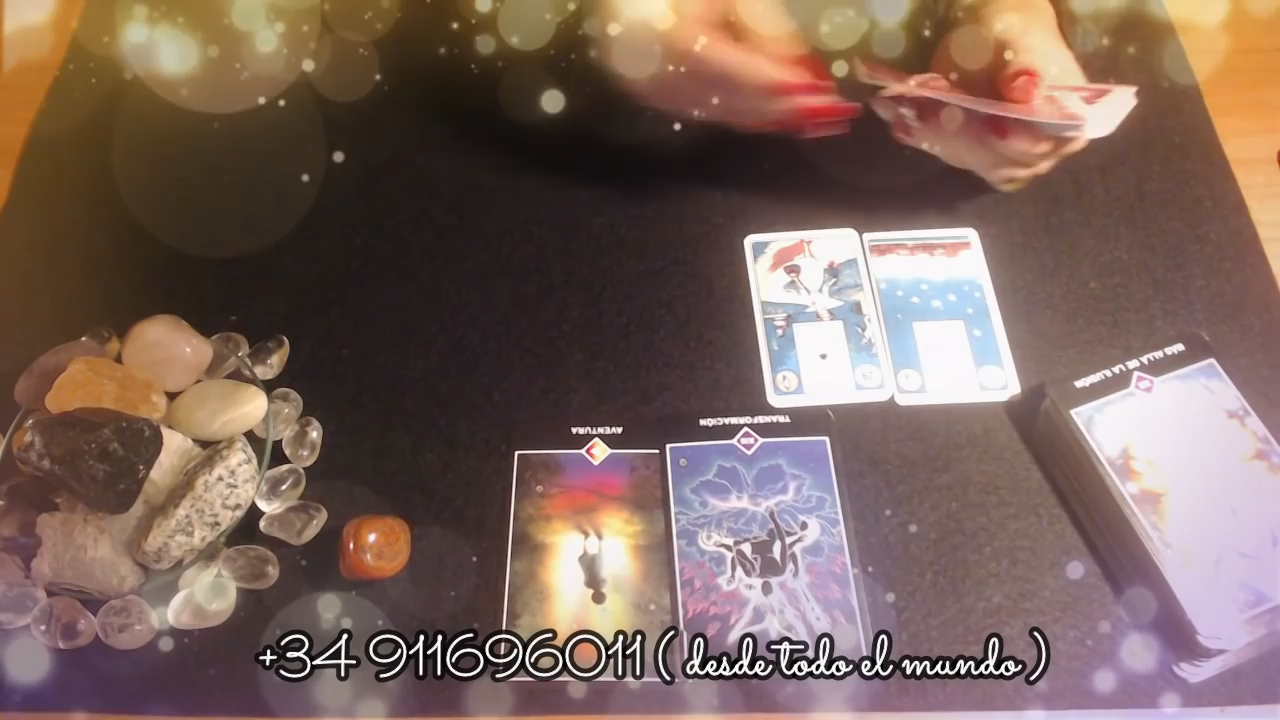 MÁS ALLÁ DE LA ILUSIÓN
TRANSFORMACIÓN
AVENTURA
+34 911696011 ( desde todo el mundo )